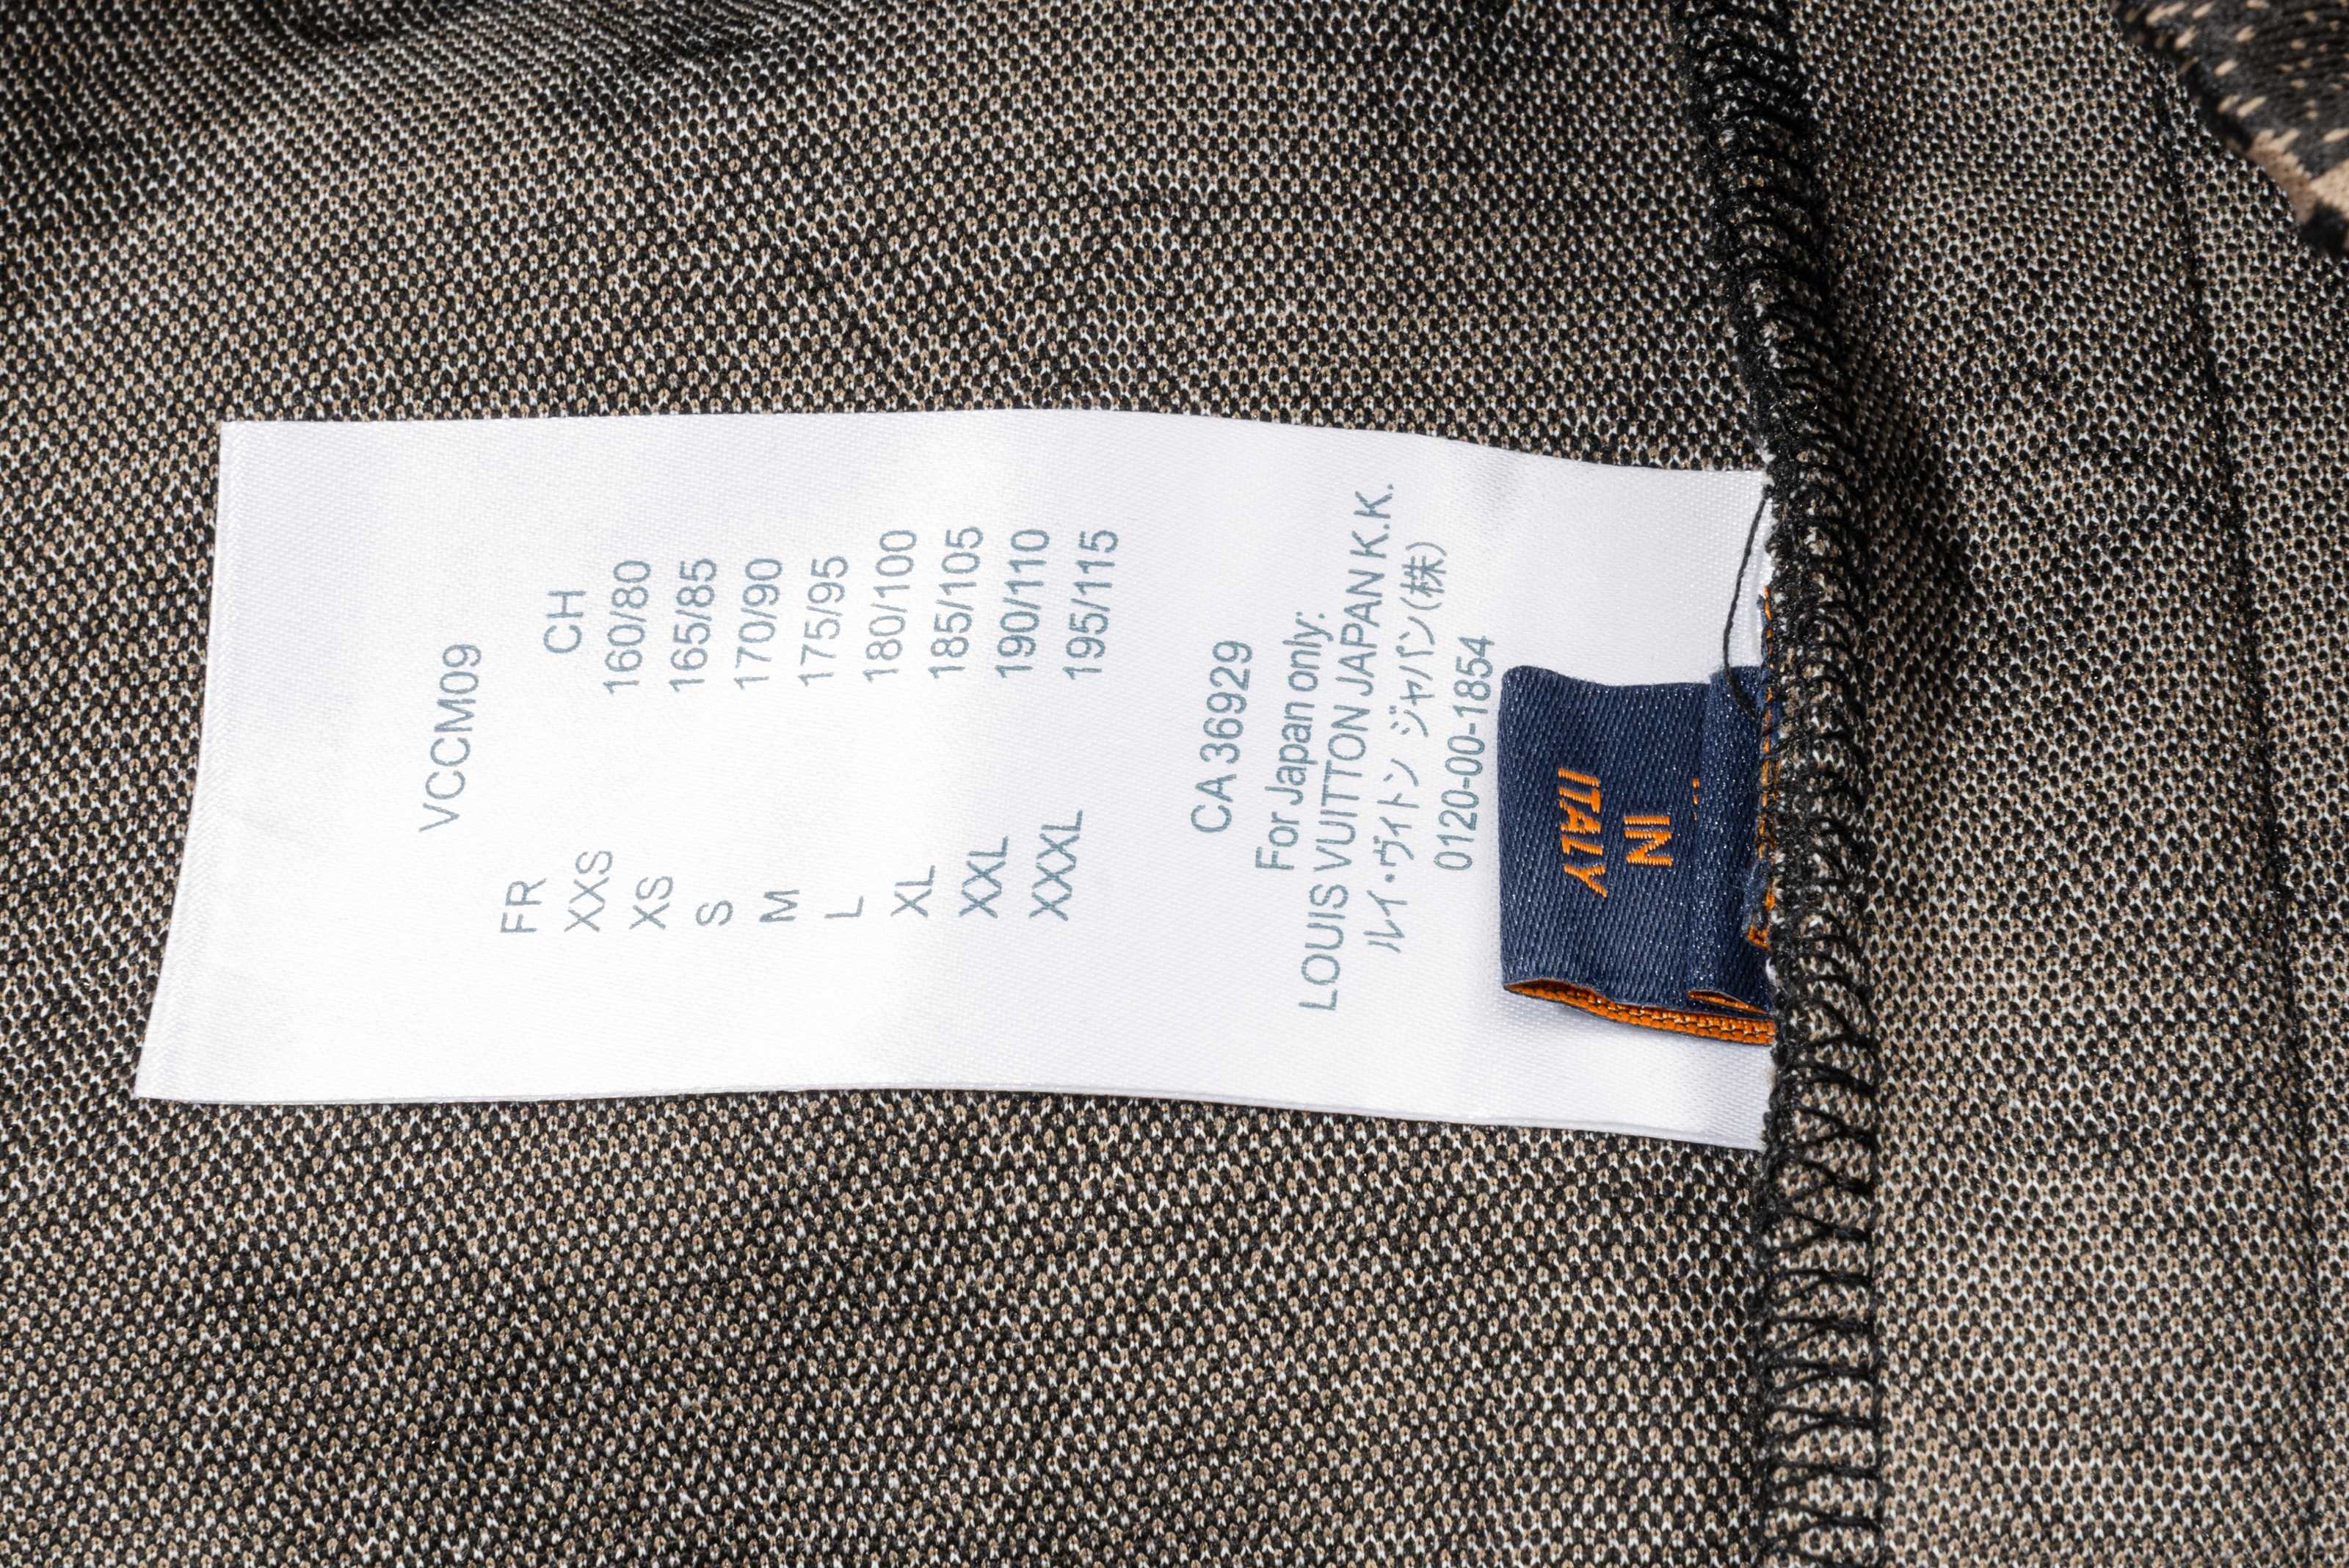 VCCM09
FR CH
XXS 160/80
XS 165/85
S 170/90
M 175/95
L 180/100
XL 185/105
XXL 190/110
XXXL 195/115
CA 36929
For Japan only:
LOUIS VUITTON JAPAN K.K.
ルイ・ヴィトン ジャパン(株)
0120-00-1854
IN
ITALY